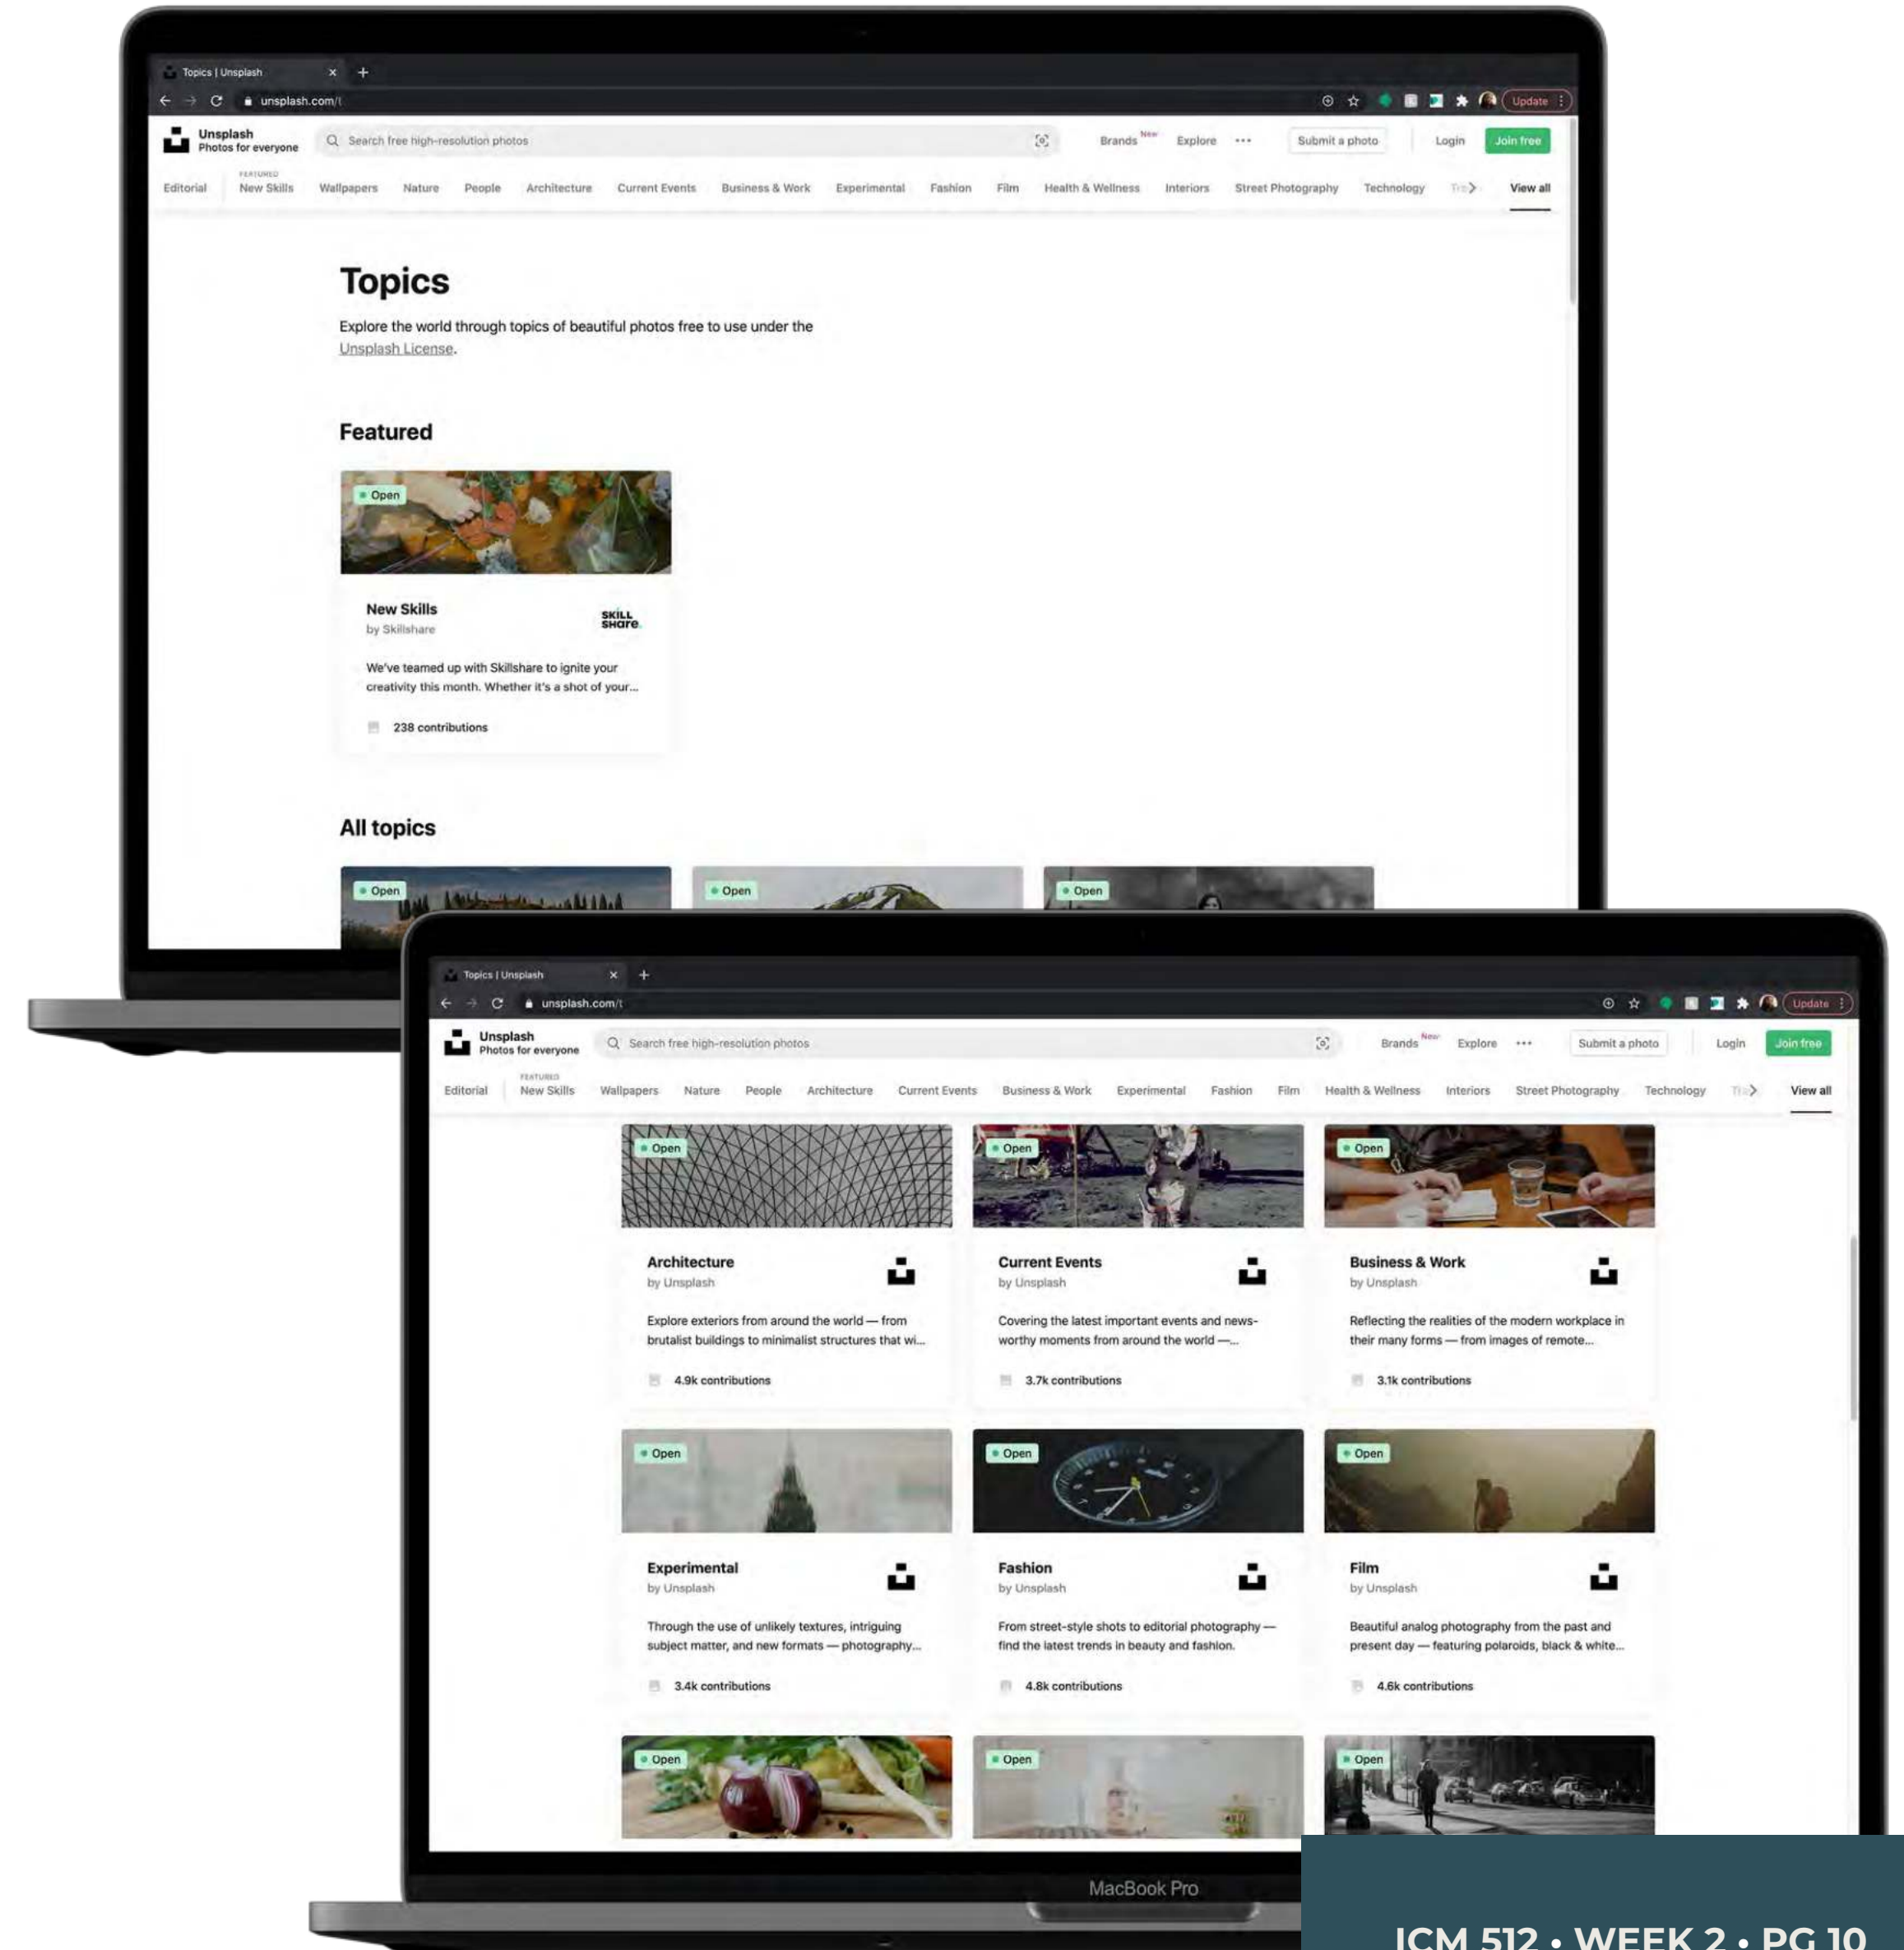 Topics | Unsplash
unsplash.com/t
Update
Unsplash
Photos for everyone
Search free high-resolution photos
Brands New Explore Submit a photo Login Join free
FEATURED
Editorial New Skills Wallpapers Nature People Architecture Current Events Business & Work Experimental Fashion Film Health & Wellness Interiors Street Photography Technology View all
Topics
Explore the world through topics of beautiful photos free to use under the
Unsplash License.
Featured
Open
New Skills
by Skillshare
SKILL
SHARE.
We've teamed up with Skillshare to ignite your
creativity this month. Whether it's a shot of your...
238 contributions
All topics
Open Open Open
Topics | Unsplash
unsplash.com/t
Update
Unsplash
Photos for everyone
Search free high-resolution photos
Brands New Explore Submit a photo Login Join free
FEATURED
Editorial New Skills Wallpapers Nature People Architecture Current Events Business & Work Experimental Fashion Film Health & Wellness Interiors Street Photography Technology View all
Open Open Open
Architecture
by Unsplash
Explore exteriors from around the world — from
brutalist buildings to minimalist structures that wi...
4.9k contributions
Current Events
by Unsplash
Covering the latest important events and news-
worthy moments from around the world —...
3.7k contributions
Business & Work
by Unsplash
Reflecting the realities of the modern workplace in
their many forms — from images of remote...
3.1k contributions
Open Open Open
Experimental
by Unsplash
Through the use of unlikely textures, intriguing
subject matter, and new formats — photography...
3.4k contributions
Fashion
by Unsplash
From street-style shots to editorial photography —
find the latest trends in beauty and fashion.
4.8k contributions
Film
by Unsplash
Beautiful analog photography from the past and
present day — featuring polaroids, black & white...
4.6k contributions
Open Open Open
MacBook Pro
ICM 512 • WEEK 2 • PG 10